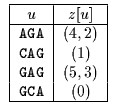 u z[u]
AGA (4, 2)
CAG (1)
GAG (5, 3)
GCA (0)